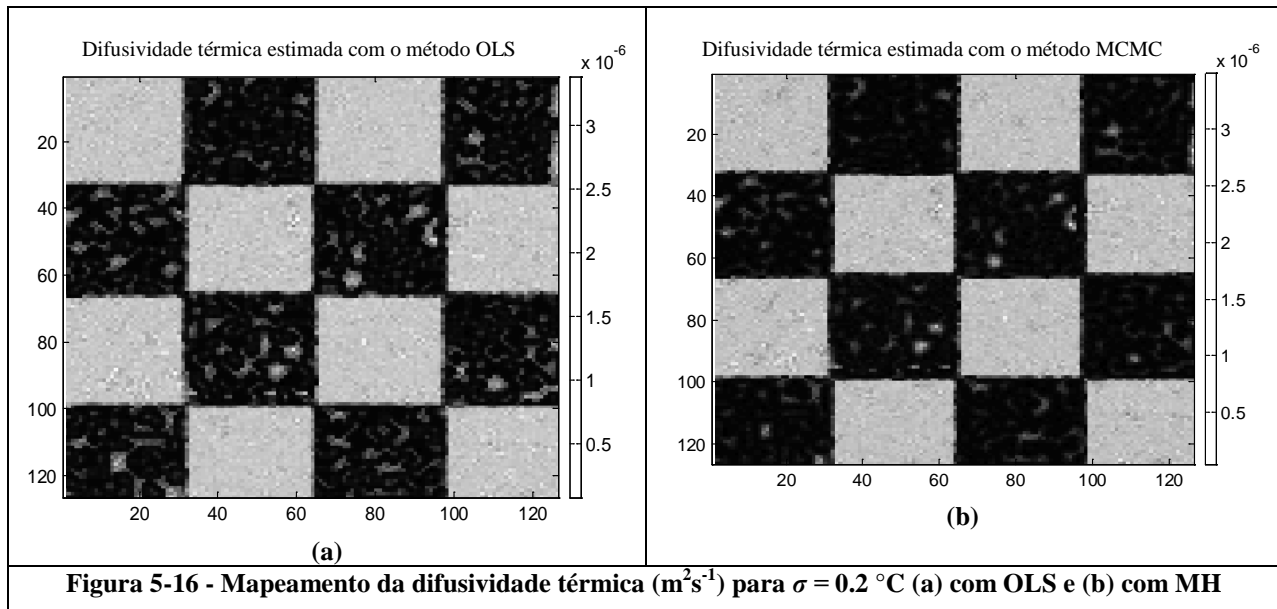 Difusividade térmica estimada com o método OLS
x 10⁻⁶
20
40
60
80
100
120
20 40 60 80 100 120
3
2.5
2
1.5
1
0.5
(a)
Difusividade térmica estimada com o método MCMC
x 10⁻⁶
20
40
60
80
100
120
20 40 60 80 100 120
3
2.5
2
1.5
1
0.5
(b)
Figura 5-16 - Mapeamento da difusividade térmica (m²s⁻¹) para σ = 0.2 °C (a) com OLS e (b) com MH